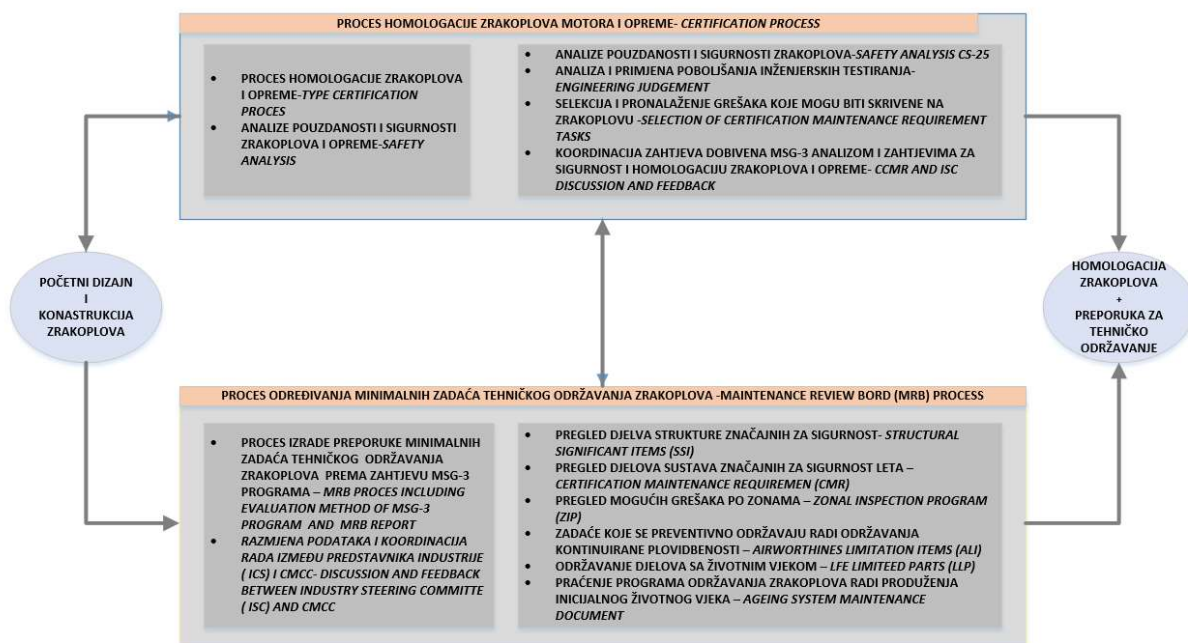 PROCES HOMOLOGACIJE ZRAKOPLOVA MOTORA I OPREME- CERTIFICATION PROCESS
• PROCES HOMOLOGACIJE ZRAKOPLOVA
I OPREME-TYPE CERTIFICATION
PROCES
• ANALIZE POUZDANOSTI I SIGURNOSTI
ZRAKOPLOVA I OPREME-SAFETY
ANALYSIS
• ANALIZE POUZDANOSTI I SIGURNOSTI ZRAKOPLOVA-SAFETY ANALYSIS CS-25
• ANALIZA I PRIMJENA POBOLJŠANJA INŽENJERSKIH TESTIRANJA-
ENGINEERING JUDGEMENT
• SELEKCIJA I PRONALAŽENJE GREŠAKA KOJE MOGU BITI SKRIVENE NA
ZRAKOPLOVU -SELECTION OF CERTIFICATION MAINTENANCE REQUIREMENT
TASKS
• KOORDINACIJA ZAHTJEVA DOBIVENA MSG-3 ANALIZOM I ZAHTJEVIMA ZA
SIGURNOST I HOMOLOGACIJU ZRAKOPLOVA I OPREME- CCMR AND ISC
DISCUSSION AND FEEDBACK
POČETNI DIZAJN
I
KONASTRUKCIJA
ZRAKOPLOVA
HOMOLOGACIJA
ZRAKOPLOVA
+
PREPORUKA ZA
TEHNIČKO
ODRŽAVANJE
PROCES ODREĐIVANJA MINIMALNIH ZADAĆA TEHNIČKOG ODRŽAVANJA ZRAKOPLOVA -MAINTENANCE REVIEW BORD (MRB) PROCESS
• PROCES IZRADE PREPORUKE MINIMALNIH
ZADAĆA TEHNIČKOG ODRŽAVANJA
ZRAKOPLOVA PREMA ZAHTJEVU MSG-3
PROGRAMA – MRB PROCES INCLUDING
EVALUATION METHOD OF MSG-3
PROGRAM AND MRB REPORT
• RAZMJENA PODATAKA I KOORDINACIJA
RADA IZMEĐU PREDSTAVNIKA INDUSTRIJE
( ICS) I CMCC- DISCUSSION AND FEEDBACK
BETWEEN INDUSTRY STEERING COMMITTE
( ISC) AND CMCC
• PREGLED DJELVA STRUKTURE ZNAČAJNIH ZA SIGURNOST- STRUCTURAL
SIGNIFICANT ITEMS (SSI)
• PREGLED DJELOVA SUSTAVA ZNAČAJNIH ZA SIGURNOST LETA –
CERTIFICATION MAINTENANCE REQUIREMEN (CMR)
• PREGLED MOGUĆIH GREŠAKA PO ZONAMA – ZONAL INSPECTION PROGRAM
(ZIP)
• ZADAĆE KOJE SE PREVENTIVNO ODRŽAVAJU RADI ODRŽAVANJA
KONTINUIRANE PLOVIDBENOSTI – AIRWORTHINES LIMITATION ITEMS (ALI)
• ODRŽAVANJE DJELOVA SA ŽIVOTNIM VJEKOM – LFE LIMITEED PARTS (LLP)
• PRAĆENJE PROGRAMA ODRŽAVANJA ZRAKOPLOVA RADI PRODUŽENJA
INICIJALNOG ŽIVOTNOG VJEKA – AGEING SYSTEM MAINTENANCE
DOCUMENT